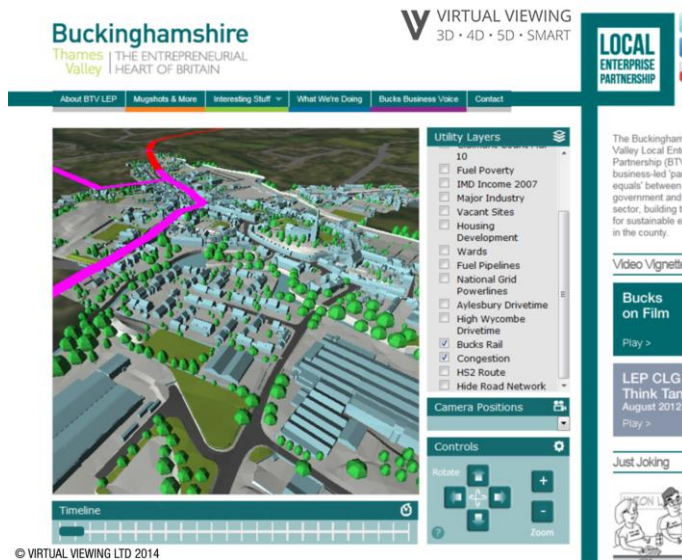 Buckinghamshire
Thames Valley | THE ENTREPRENEURIAL
HEART OF BRITAIN
VIRTUAL VIEWING
3D • 4D • 5D • SMART
LOCAL
ENTERPRISE
PARTNERSHIP
About BTV LEP
Mugshots & More
Interesting Stuff
What We're Doing
Bucks Business Voice
Contact
Utility Layers
10
Fuel Poverty
IMD Income 2007
Major Industry
Vacant Sites
Housing
Development
Wards
Fuel Pipelines
National Grid
Powerlines
Aylesbury Drivetime
High Wycombe
Drivetime
Bucks Rail
Congestion
HS2 Route
Hide Road Network
Camera Positions
Controls
Rotate
+
-
Zoom
?
Timeline
The Buckingham
Valley Local Ente
Partnership (BTV
business-led 'pa
equals' between
government and
sector, building t
for sustainable e
in the county.
Video Vignette
Bucks
on Film
Play >
LEP CLG
Think Tan
August 2012
Play >
Just Joking
© VIRTUAL VIEWING LTD 2014